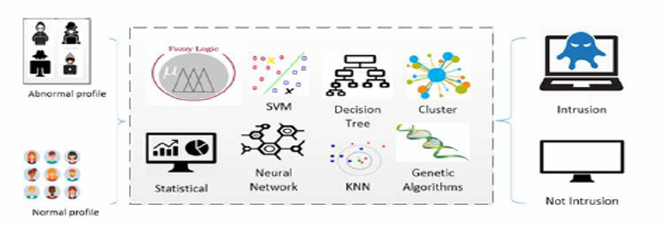 Abnormal profile
Normal profile
Fuzzy Logic
μ
SVM
Decision
Tree
Cluster
Statistical
Neural
Network
KNN
Genetic
Algorithms
Intrusion
Not Intrusion